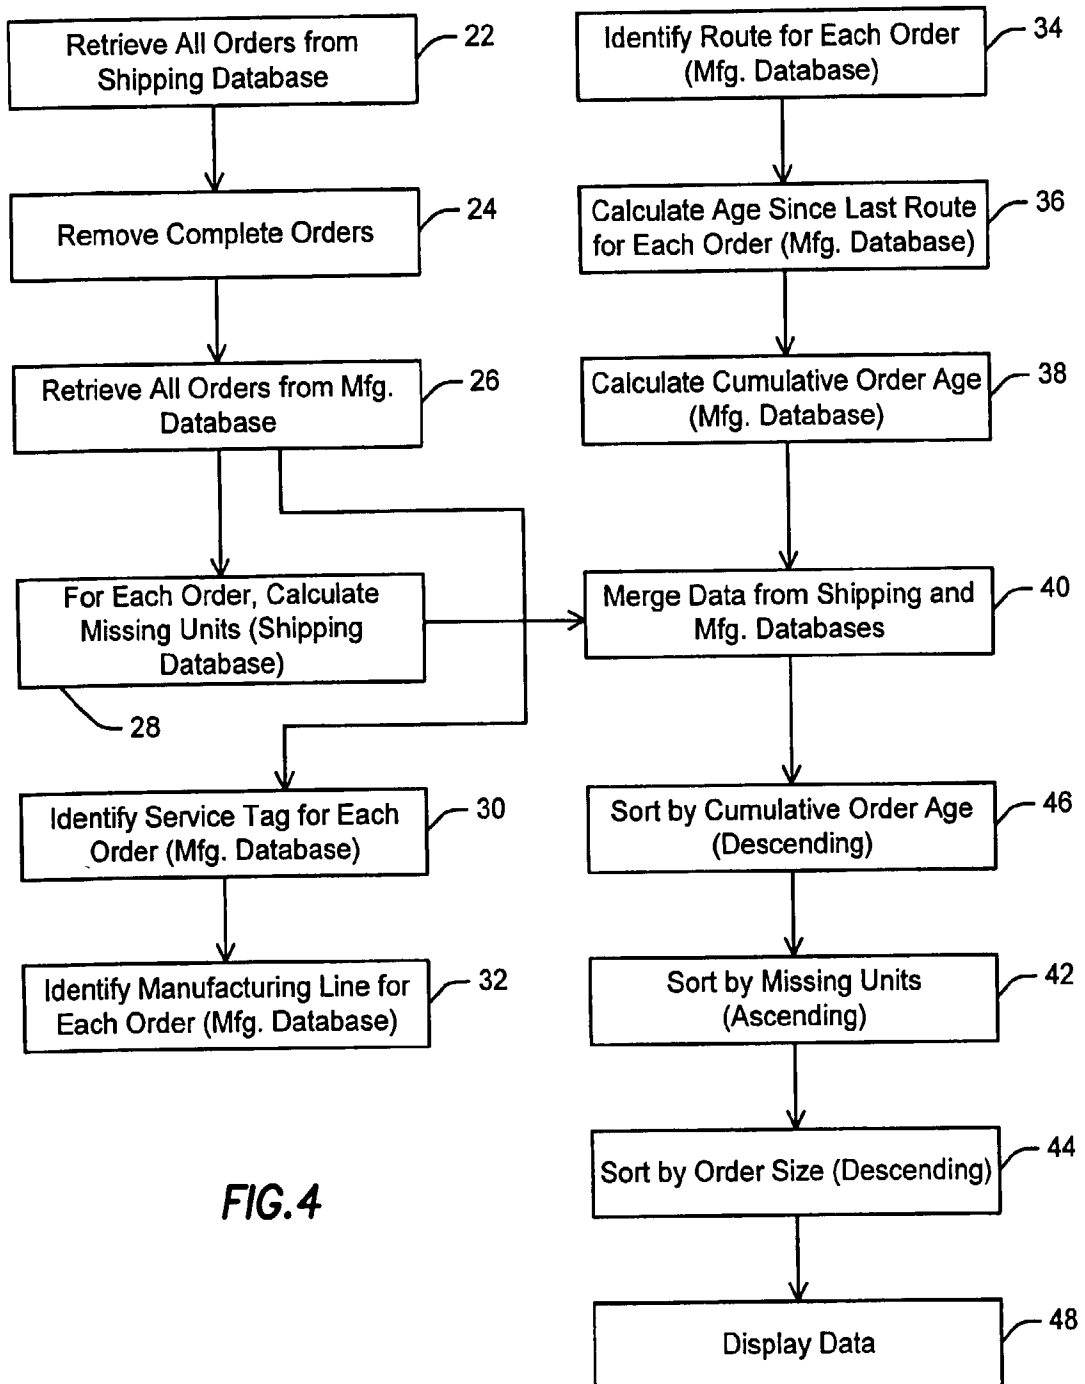 Retrieve All Orders from
Shipping Database
22
Remove Complete Orders
24
Retrieve All Orders from Mfg.
Database
26
For Each Order, Calculate
Missing Units (Shipping
Database)
28
Identify Service Tag for Each
Order (Mfg. Database)
30
Identify Manufacturing Line for
Each Order (Mfg. Database)
32
Identify Route for Each Order
(Mfg. Database)
34
Calculate Age Since Last Route
for Each Order (Mfg. Database)
36
Calculate Cumulative Order Age
(Mfg. Database)
38
Merge Data from Shipping and
Mfg. Databases
40
Sort by Cumulative Order Age
(Descending)
46
Sort by Missing Units
(Ascending)
42
Sort by Order Size (Descending)
44
Display Data
48
FIG.4